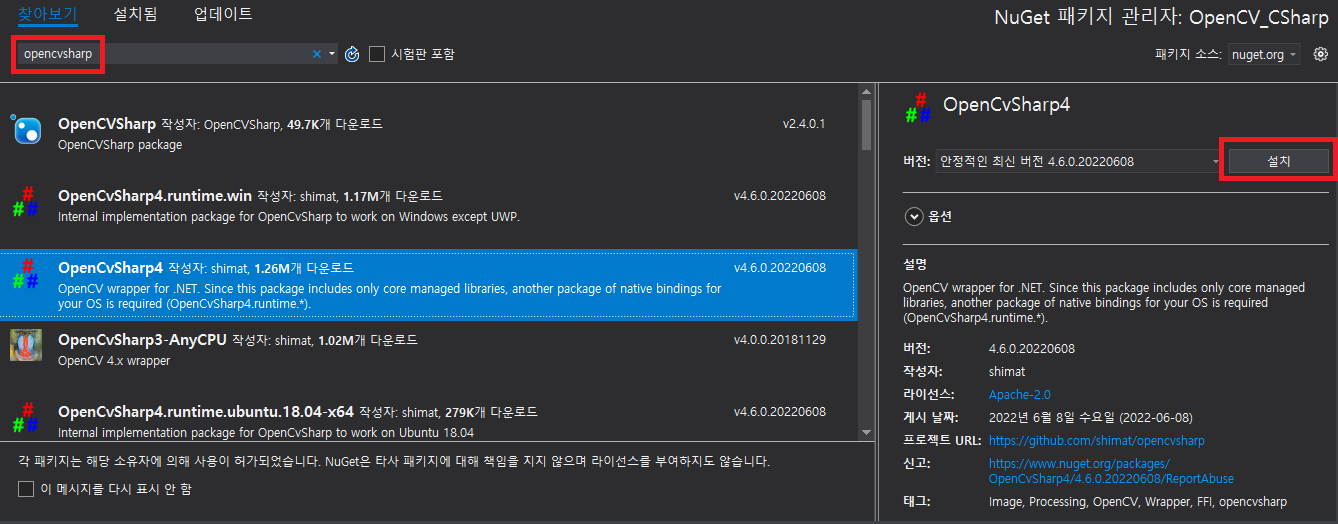 찾아보기 설치됨 업데이트
NuGet 패키지 관리자: OpenCV_CSharp
opencvsharp
시험판 포함
패키지 소스: nuget.org
OpenCVSharp 작성자: OpenCVSharp, 49.7K개 다운로드 v2.4.0.1
OpenCVSharp package
OpenCvSharp4.runtime.win 작성자: shimat, 1.17M개 다운로드 v4.6.0.20220608
Internal implementation package for OpenCvSharp to work on Windows except UWP.
OpenCvSharp4 작성자: shimat, 1.26M개 다운로드 v4.6.0.20220608
OpenCV wrapper for .NET. Since this package includes only core managed libraries, another package of native bindings for
your OS is required (OpenCvSharp4.runtime.*).
OpenCvSharp3-AnyCPU 작성자: shimat, 1.02M개 다운로드 v4.0.0.20181129
OpenCV 4.x wrapper
OpenCvSharp4.runtime.ubuntu.18.04-x64 작성자: shimat, 279K개 다운로드 v4.6.0.20220608
Internal implementation package for OpenCvSharp to work on Ubuntu 18.04
각 패키지는 해당 소유자에 의해 사용이 허가되었습니다. NuGet은 타사 패키지에 대해 책임을 지지 않으며 라이선스를 부여하지도 않습니다.
이 메시지를 다시 표시 안 함
OpenCvSharp4
버전: 안정적인 최신 버전 4.6.0.20220608 설치
옵션
설명
OpenCV wrapper for .NET. Since this package includes only core managed
libraries, another package of native bindings for your OS is required
(OpenCvSharp4.runtime.*).
버전: 4.6.0.20220608
작성자: shimat
라이선스: Apache-2.0
게시 날짜: 2022년 6월 8일 수요일 (2022-06-08)
프로젝트 URL: https://github.com/shimat/opencvsharp
신고: https://www.nuget.org/packages/
OpenCvSharp4/4.6.0.20220608/ReportAbuse
태그: Image, Processing, OpenCV, Wrapper, FFI, opencvsharp